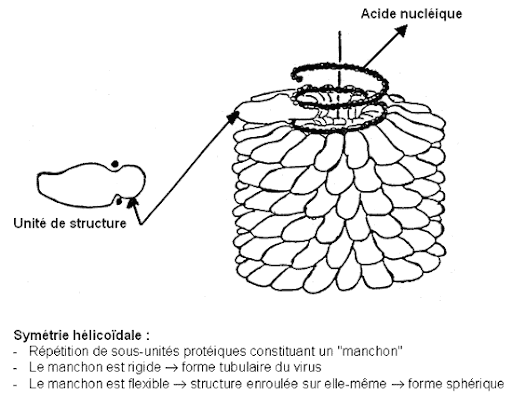 Acide nucléique
Unité de structure
Symétrie hélicoïdale :
- Répétition de sous-unités protéiques constituant un "manchon"
- Le manchon est rigide → forme tubulaire du virus
- Le manchon est flexible → structure enroulée sur elle-même → forme sphérique